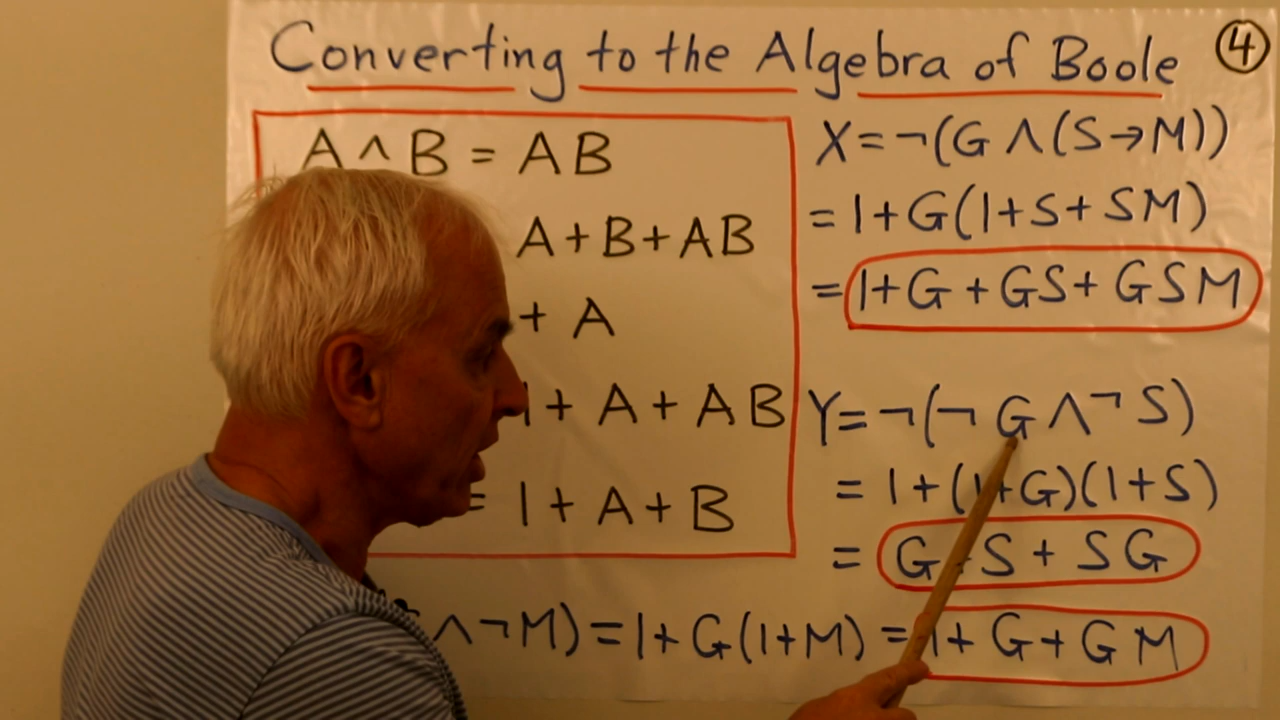 Converting to the Algebra of Boole ④
A ∧ B = AB
A + B + AB
+ A
1 + A + AB
= 1 + A + B
X = ¬(G ∧ (S → M))
= 1 + G(1 + S + SM)
= 1 + G + GS + GSM
Y = ¬(¬ G ∧ ¬ S)
= 1 + (1 + G)(1 + S)
= G + S + SG
∧ ¬ M) = 1 + G(1 + M) = 1 + G + GM